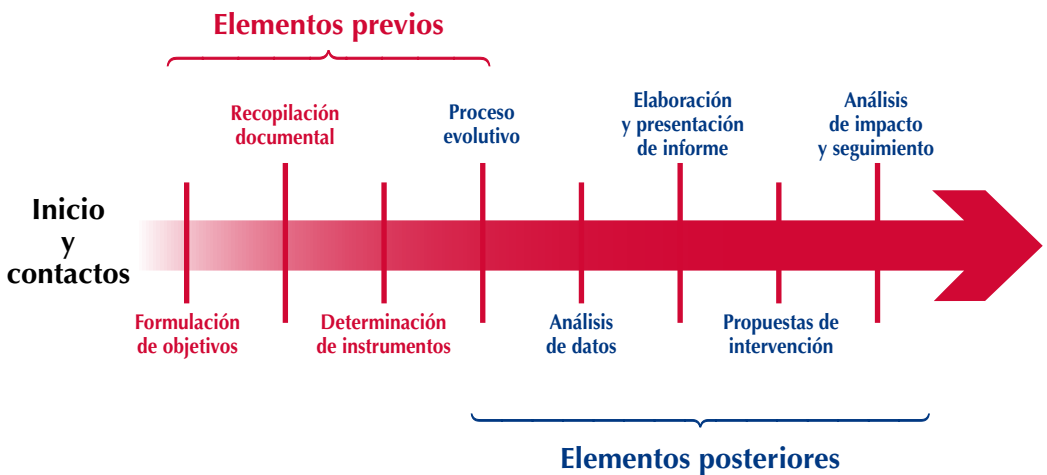 Elementos previos
Recopilación
documental
Proceso
evolutivo
Elaboración
y presentación
de informe
Análisis
de impacto
y seguimiento
Inicio
y
contactos
Formulación
de objetivos
Determinación
de instrumentos
Análisis
de datos
Propuestas de
intervención
Elementos posteriores